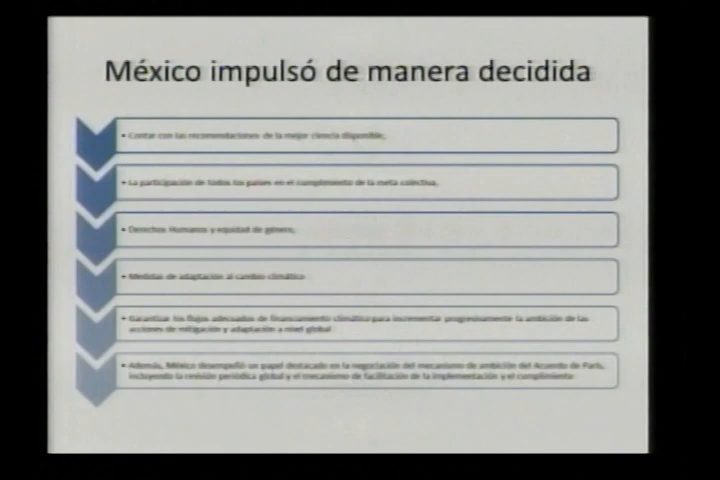 México impulsó de manera decidida
• Contar con las recomendaciones de la mejor ciencia disponible,
• La participación de todos los países en el cumplimiento de la meta colectiva,
• Derechos Humanos y equidad de género,
• Medidas de adaptación al cambio climático
• Garantizar los flujos adecuados de financiamiento climático para incrementar progresivamente la ambición de las
acciones de mitigación y adaptación a nivel global
• Además, México desempeñó un papel destacado en la negociación del mecanismo de ambición del Acuerdo de París,
incluyendo la revisión periódica global y el mecanismo de facilitación de la implementación y el cumplimiento